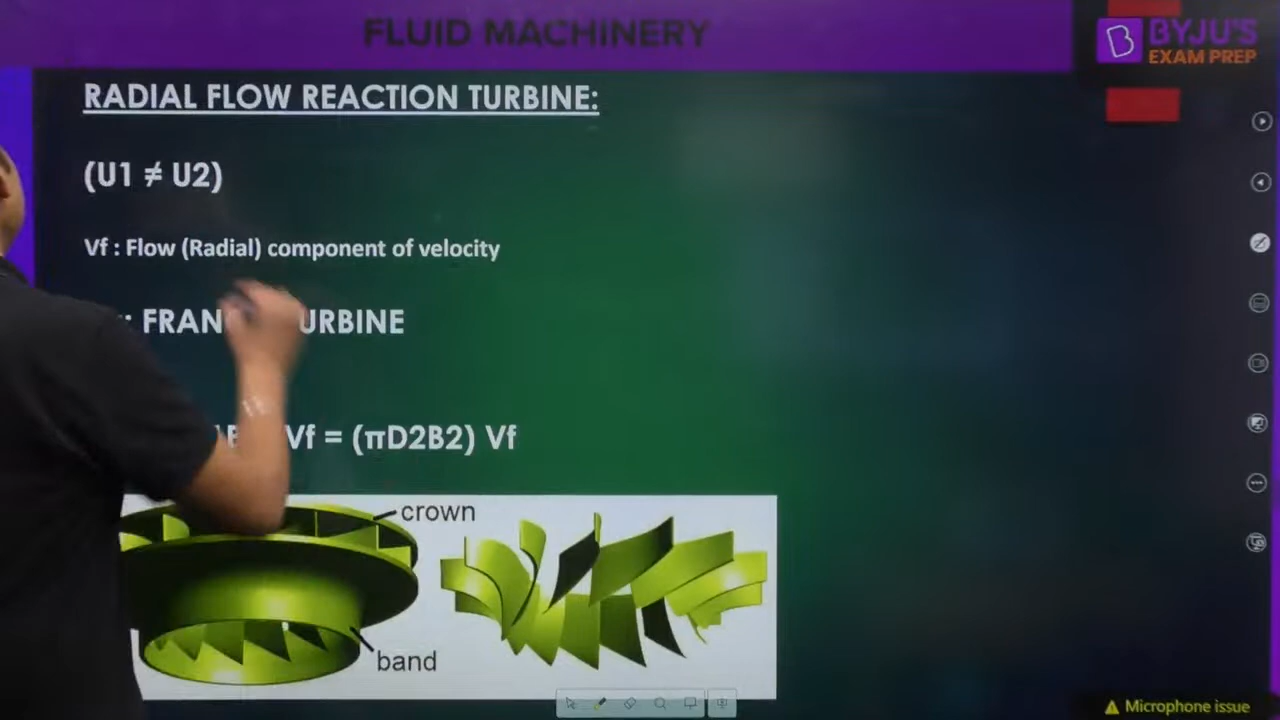 FLUID MACHINERY
BYJU'S
EXAM PREP
RADIAL FLOW REACTION TURBINE:
(U1 ≠ U2)
Vf : Flow (Radial) component of velocity
: FRAN URBINE
Vf = (πD2B2) Vf
crown
band
Microphone issue